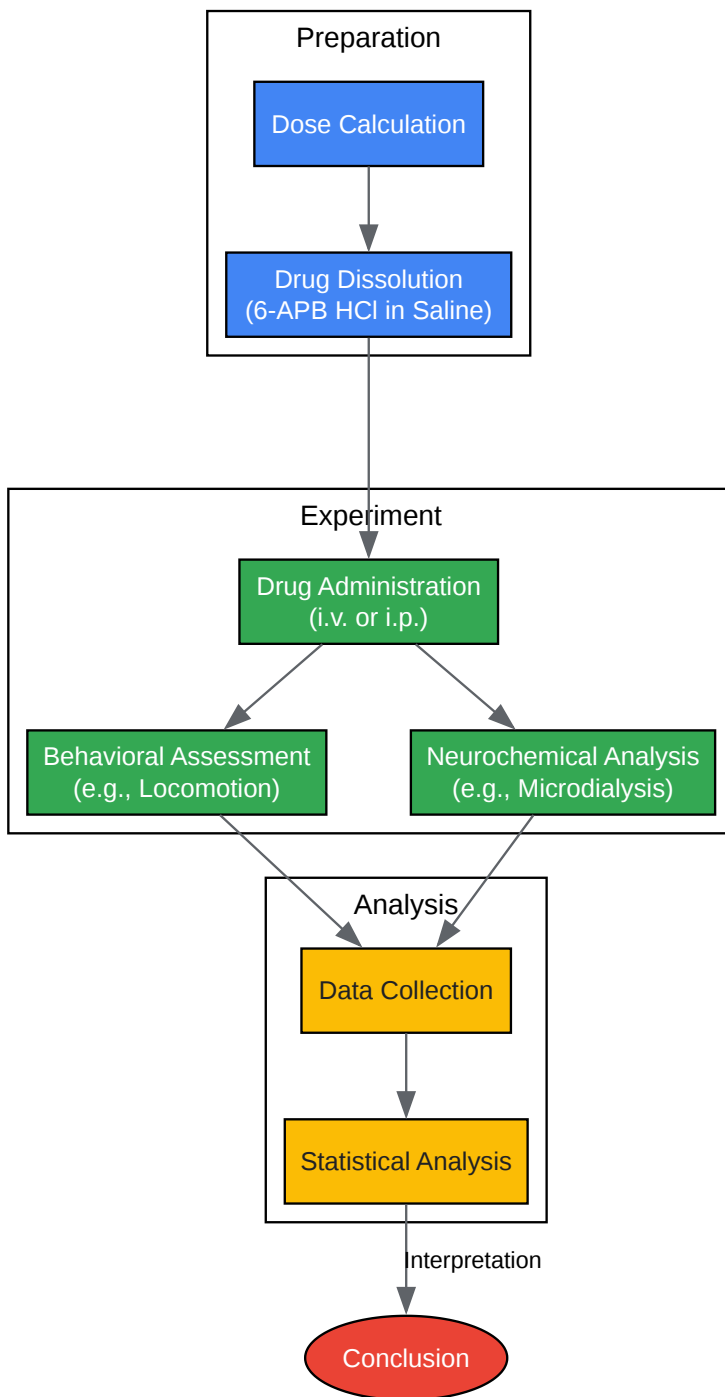 Preparation
Dose Calculation
Drug Dissolution
(6-APB HCl in Saline)
Experiment
Drug Administration
(i.v. or i.p.)
Behavioral Assessment
(e.g., Locomotion)
Neurochemical Analysis
(e.g., Microdialysis)
Analysis
Data Collection
Statistical Analysis
Interpretation
Conclusion